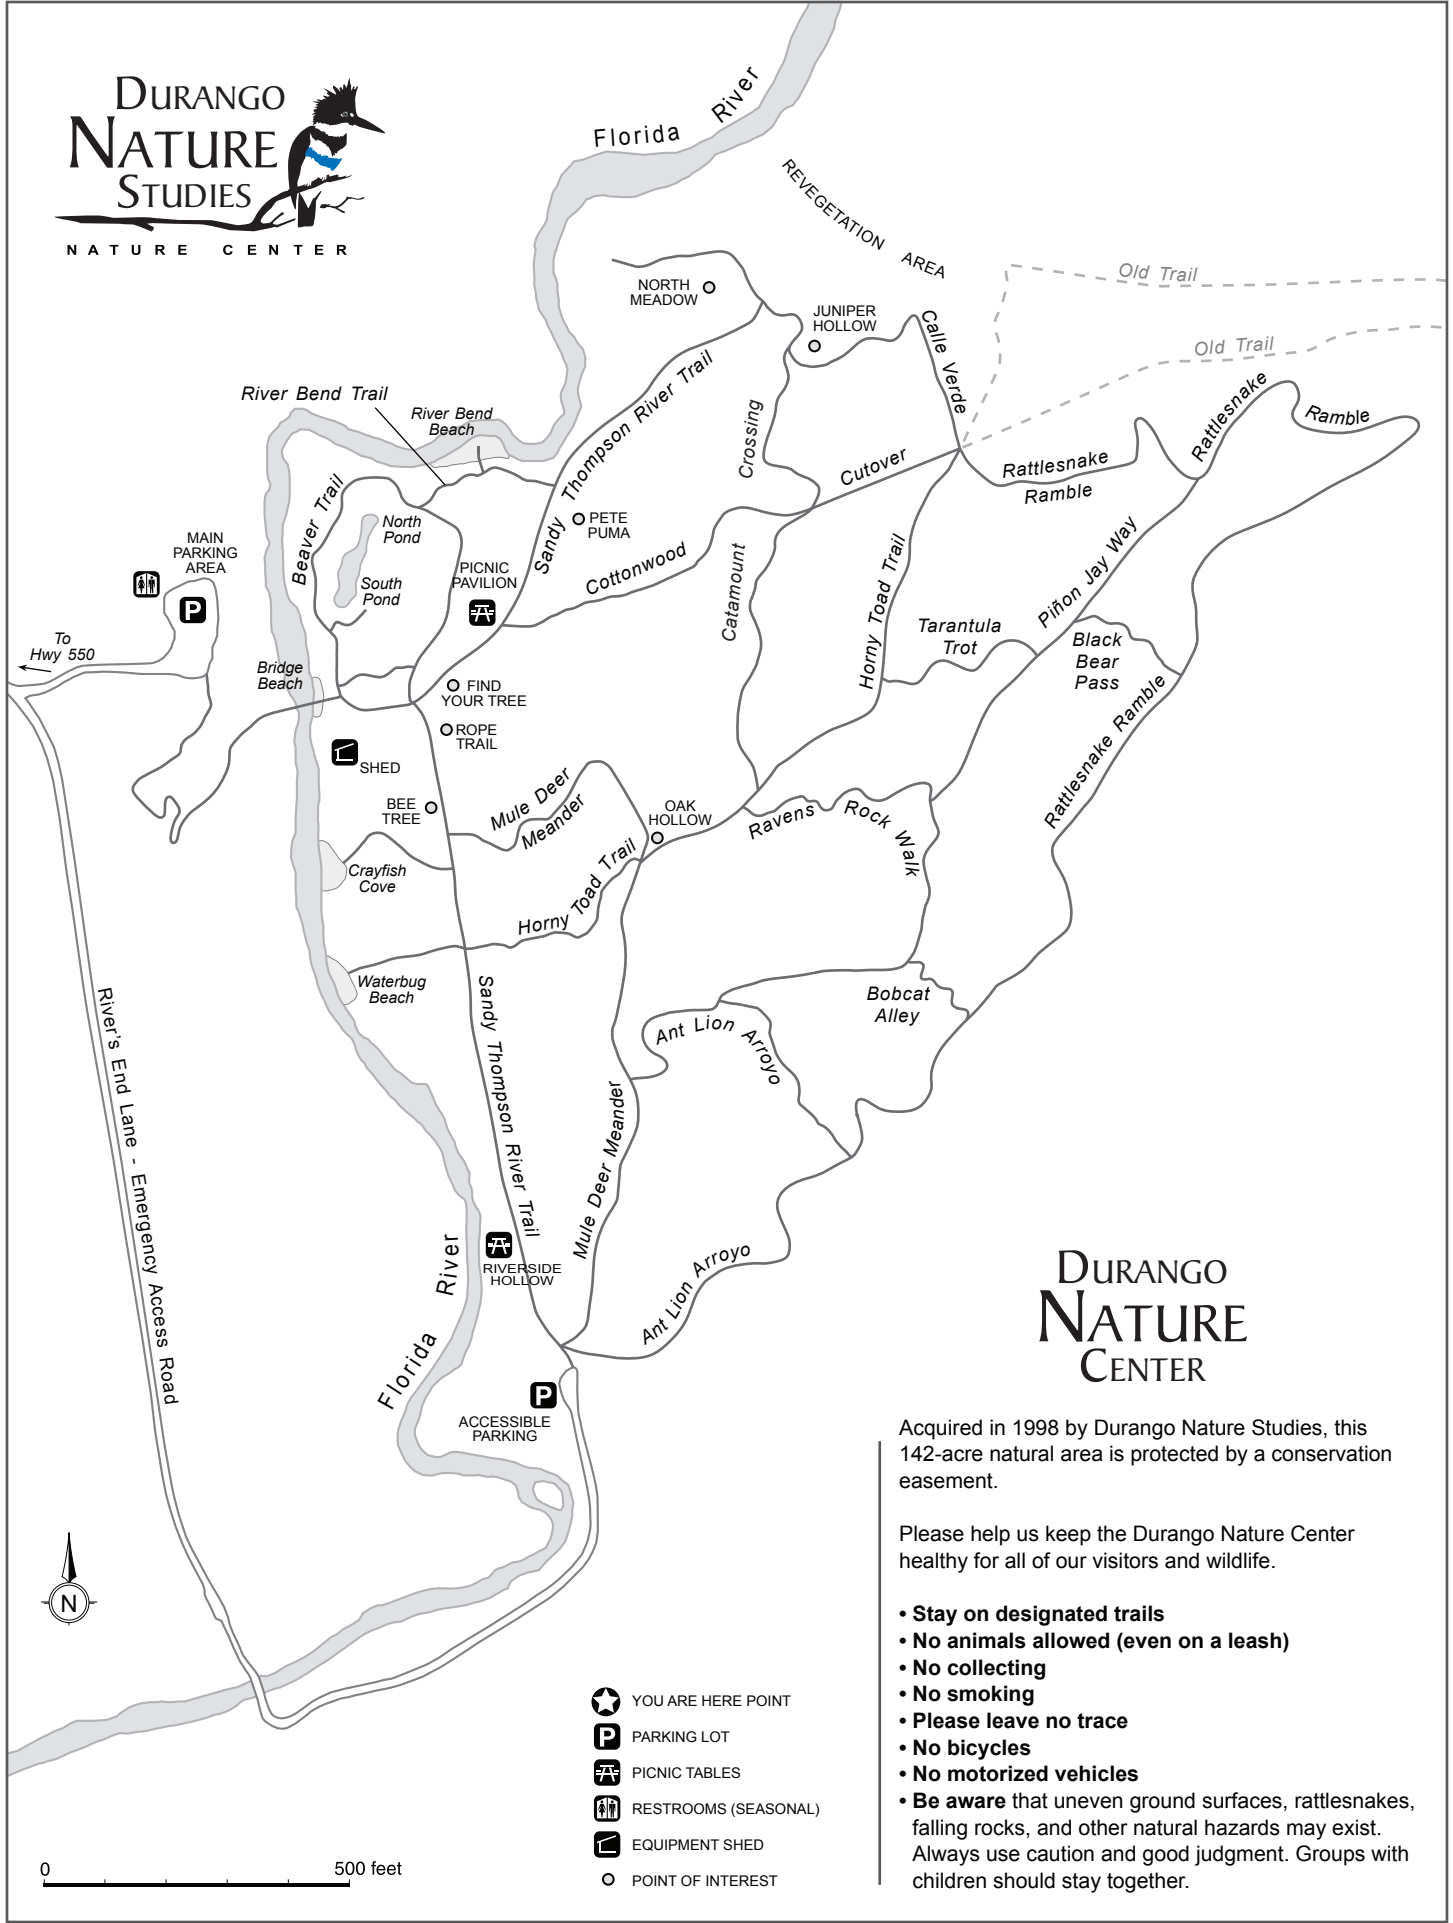 DURANGO
NATURE
STUDIES
NATURE CENTER
Florida River
REVEGETATION AREA
Old Trail
Old Trail
NORTH
MEADOW
JUNIPER
HOLLOW
Calle Verde
River Bend Trail
River Bend
Beach
Sandy Thompson River Trail
Crossing
Cutover
Rattlesnake
Ramble
Rattlesnake
Ramble
Beaver Trail
North
Pond
South
Pond
PETE
PUMA
PICNIC
PAVILION
Cottonwood
Catamount
Horny Toad Trail
Piñon Jay Way
Tarantula
Trot
Black
Bear
Pass
Rattlesnake Ramble
MAIN
PARKING
AREA
P
To
Hwy 550
Bridge
Beach
FIND
YOUR TREE
ROPE
TRAIL
SHED
BEE
TREE
Mule Deer
Meander
OAK
HOLLOW
Ravens Rock Walk
Crayfish
Cove
Horny Toad Trail
Waterbug
Beach
Bobcat
Alley
Ant Lion Arroyo
Sandy Thompson River Trail
Mule Deer Meander
River's End Lane - Emergency Access Road
Florida River
RIVERSIDE
HOLLOW
Ant Lion Arroyo
P
ACCESSIBLE
PARKING
N
0 500 feet
YOU ARE HERE POINT
P PARKING LOT
PICNIC TABLES
RESTROOMS (SEASONAL)
EQUIPMENT SHED
POINT OF INTEREST
DURANGO
NATURE
CENTER
Acquired in 1998 by Durango Nature Studies, this
142-acre natural area is protected by a conservation
easement.
Please help us keep the Durango Nature Center
healthy for all of our visitors and wildlife.
• Stay on designated trails
• No animals allowed (even on a leash)
• No collecting
• No smoking
• Please leave no trace
• No bicycles
• No motorized vehicles
• Be aware that uneven ground surfaces, rattlesnakes,
falling rocks, and other natural hazards may exist.
Always use caution and good judgment. Groups with
children should stay together.